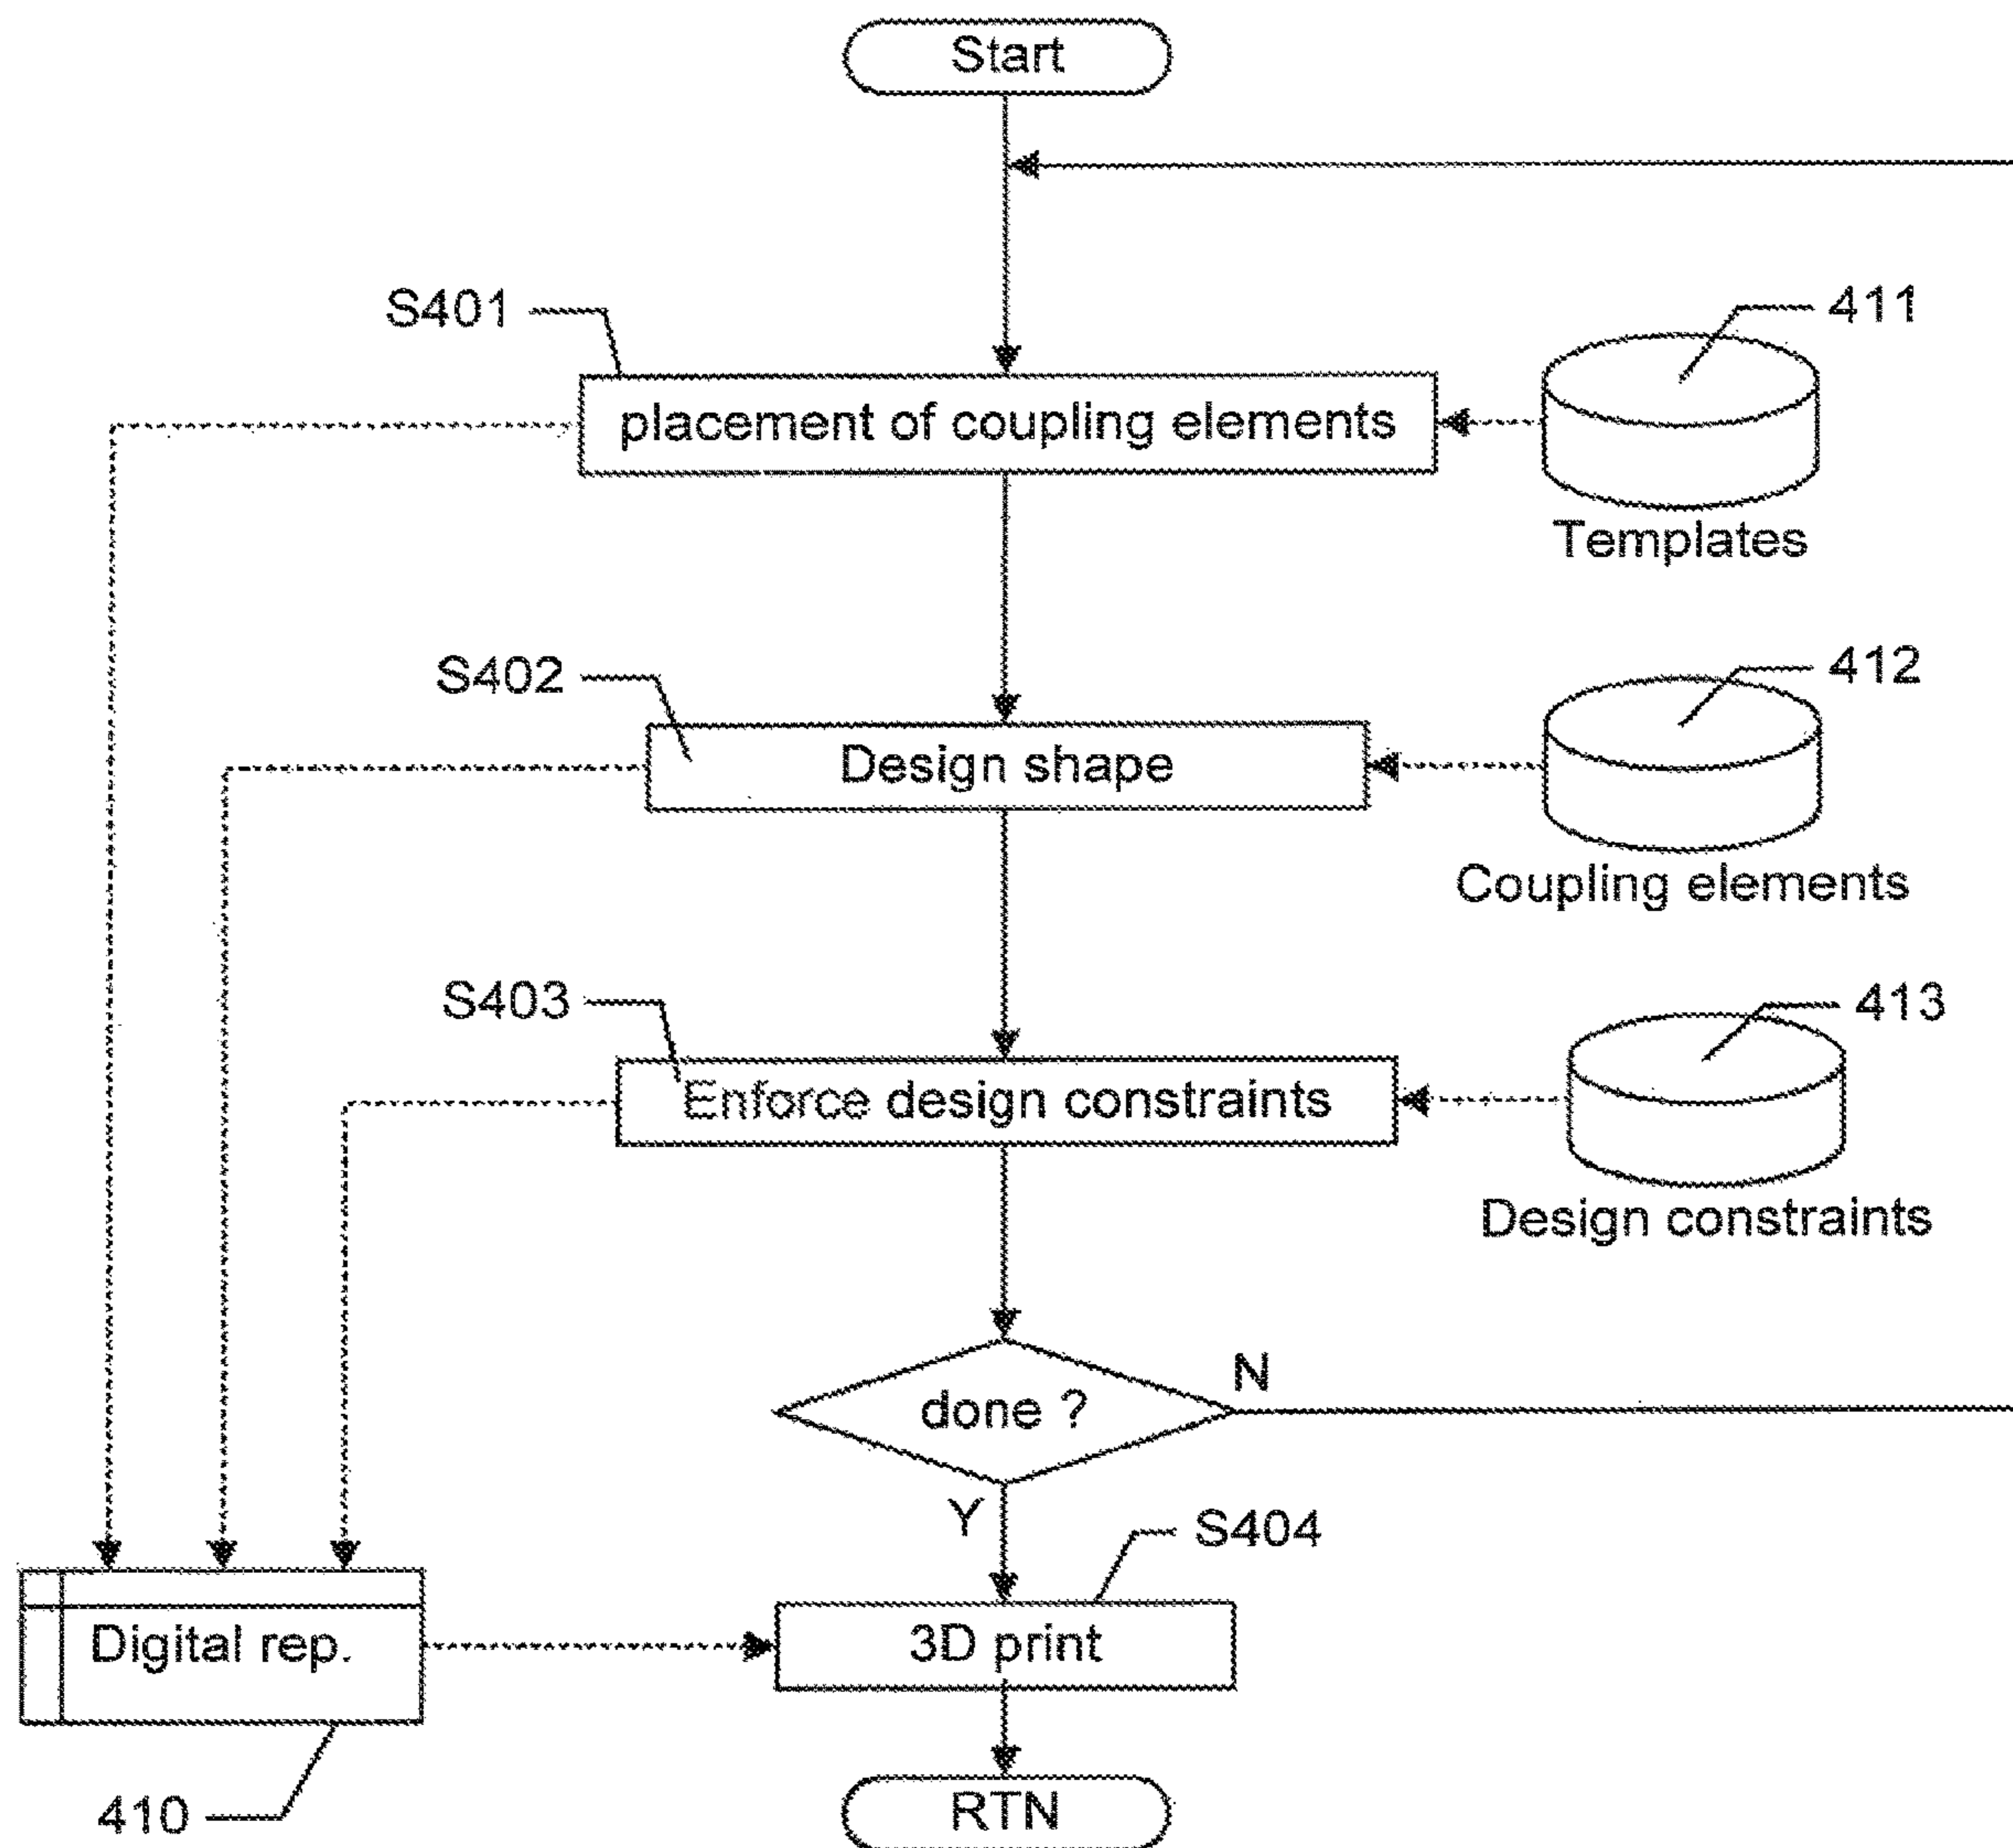 Start
S401
placement of coupling elements
411
Templates
S402
Design shape
412
Coupling elements
S403
Enforce design constraints
413
Design constraints
done ?
N
Y
S404
Digital rep.
3D print
410
RTN